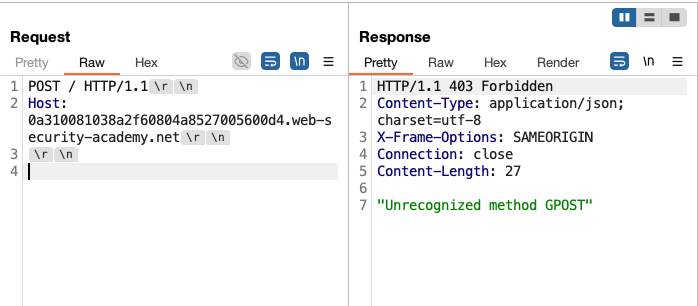 Request
Pretty Raw Hex \n
1 POST / HTTP/1.1 \r \n
2 Host:
0a310081038a2f60804a8527005600d4.web-s
ecurity-academy.net \r \n
3 \r \n
4
Response
Pretty Raw Hex Render \n
1 HTTP/1.1 403 Forbidden
2 Content-Type: application/json;
charset=utf-8
3 X-Frame-Options: SAMEORIGIN
4 Connection: close
5 Content-Length: 27
6
7 "Unrecognized method GPOST"